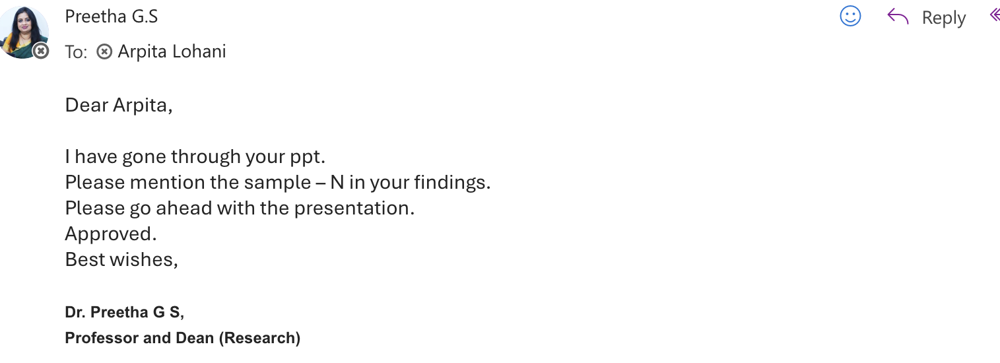 Preetha G.S
Reply
To: Arpita Lohani
Dear Arpita,
I have gone through your ppt.
Please mention the sample – N in your findings.
Please go ahead with the presentation.
Approved.
Best wishes,
Dr. Preetha G S,
Professor and Dean (Research)